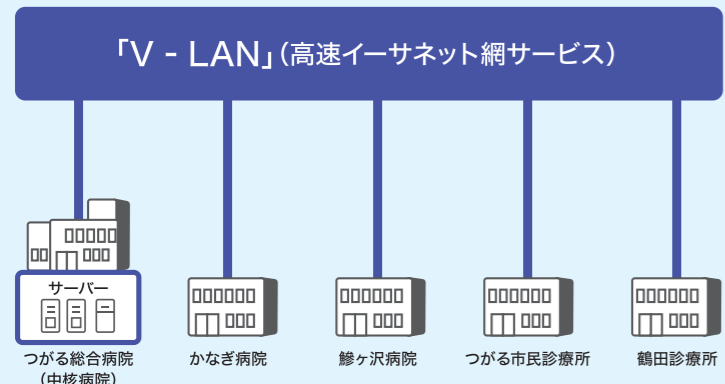 「V - LAN」(高速イーサネット網サービス)
サーバー
つがる総合病院
(中核病院)
かなぎ病院
鰺ヶ沢病院
つがる市民診療所
鶴田診療所